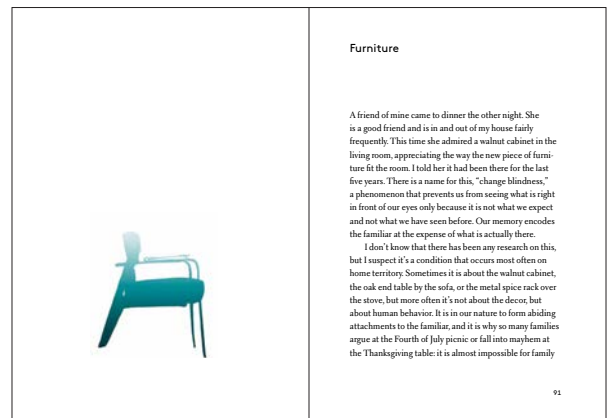 Furniture
A friend of mine came to dinner the other night. She
is a good friend and is in and out of my house fairly
frequently. This time she admired a walnut cabinet in the
living room, appreciating the way the new piece of furni-
ture fit the room. I told her it had been there for the last
five years. There is a name for this, “change blindness,”
a phenomenon that prevents us from seeing what is right
in front of our eyes only because it is not what we expect
and not what we have seen before. Our memory encodes
the familiar at the expense of what is actually there.
I don’t know that there has been any research on this,
but I suspect it’s a condition that occurs most often on
home territory. Sometimes it is about the walnut cabinet,
the oak end table by the sofa, or the metal spice rack over
the stove, but more often it’s not about the decor, but
about human behavior. It is in our nature to form abiding
attachments to the familiar, and it is why so many families
argue at the Fourth of July picnic or fall into mayhem at
the Thanksgiving table: it is almost impossible for family
91